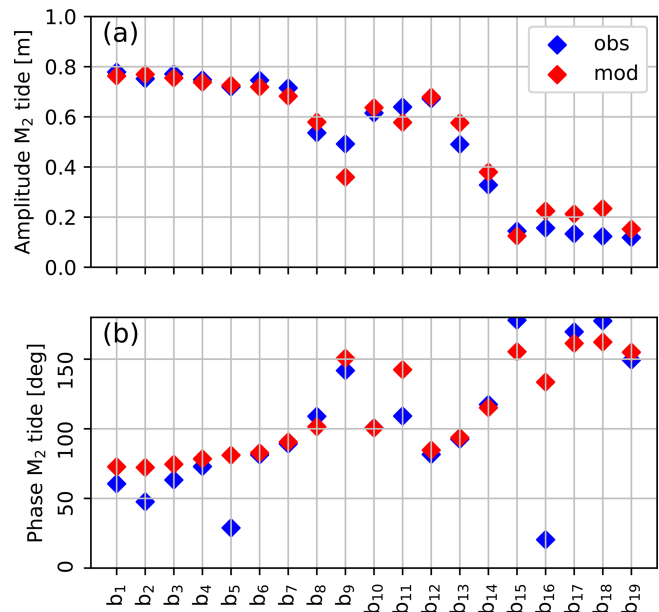 (a)
obs
mod
Amplitude M₂ tide [m]
1.0
0.8
0.6
0.4
0.2
0.0
(b)
Phase M₂ tide [deg]
150
100
50
0
b₁ b₂ b₃ b₄ b₅ b₆ b₇ b₈ b₉ b₁₀ b₁₁ b₁₂ b₁₃ b₁₄ b₁₅ b₁₆ b₁₇ b₁₈ b₁₉